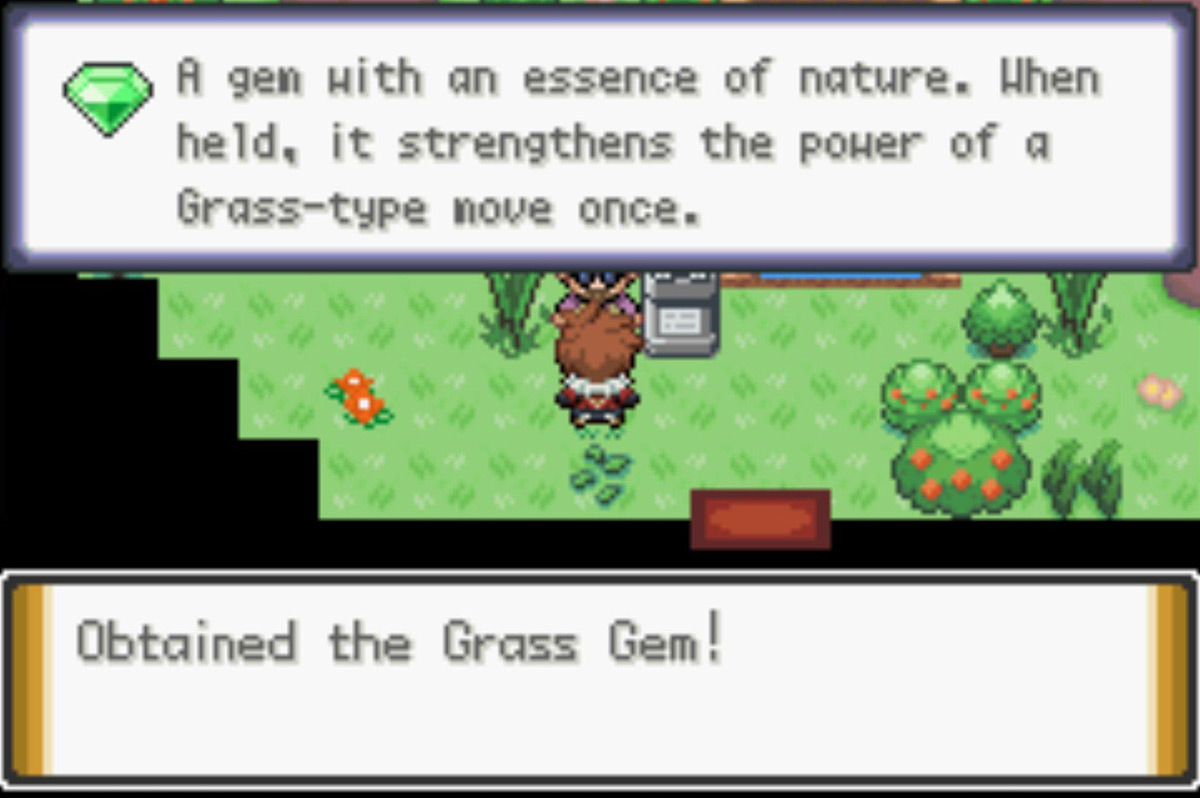 A gem with an essence of nature. When
held, it strengthens the power of a
Grass-type move once.
Obtained the Grass Gem!